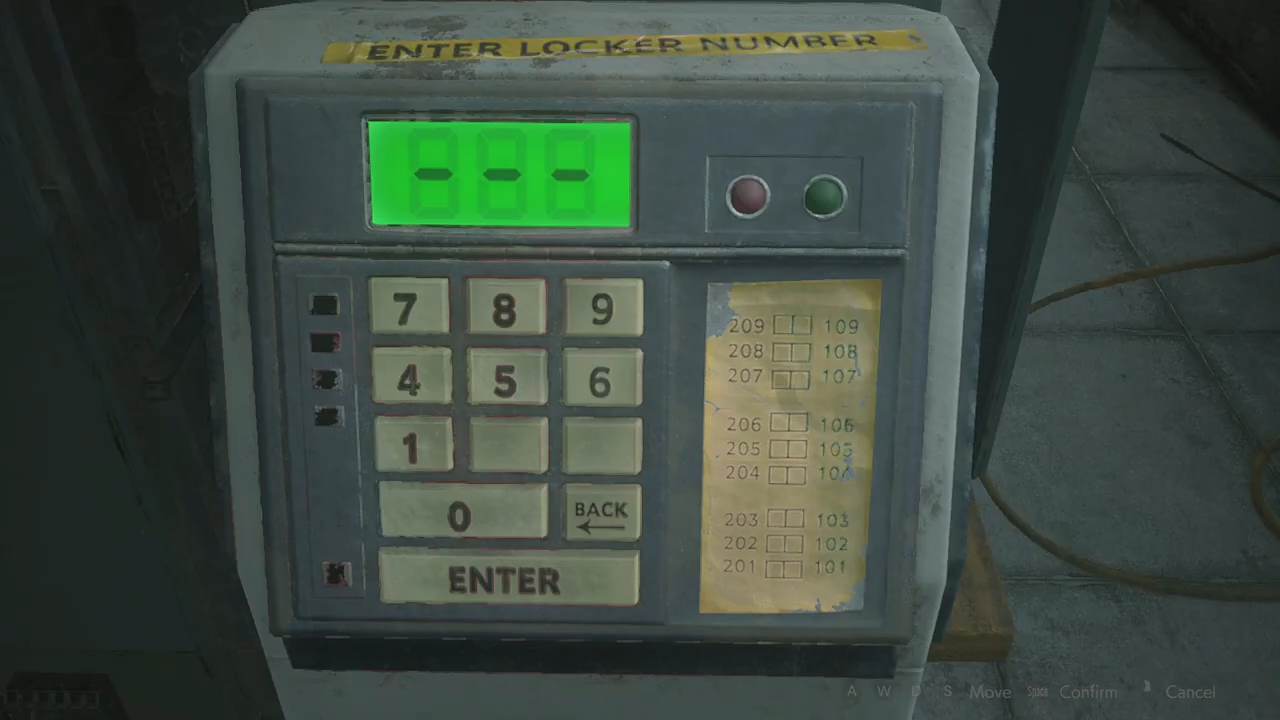 ENTER LOCKER NUMBER
- - -
7 8 9
4 5 6
1
0 BACK
ENTER
209 109
208 108
207 107
206 106
205 105
204 104
203 103
202 102
201 101
A W D S Move Space Confirm Cancel